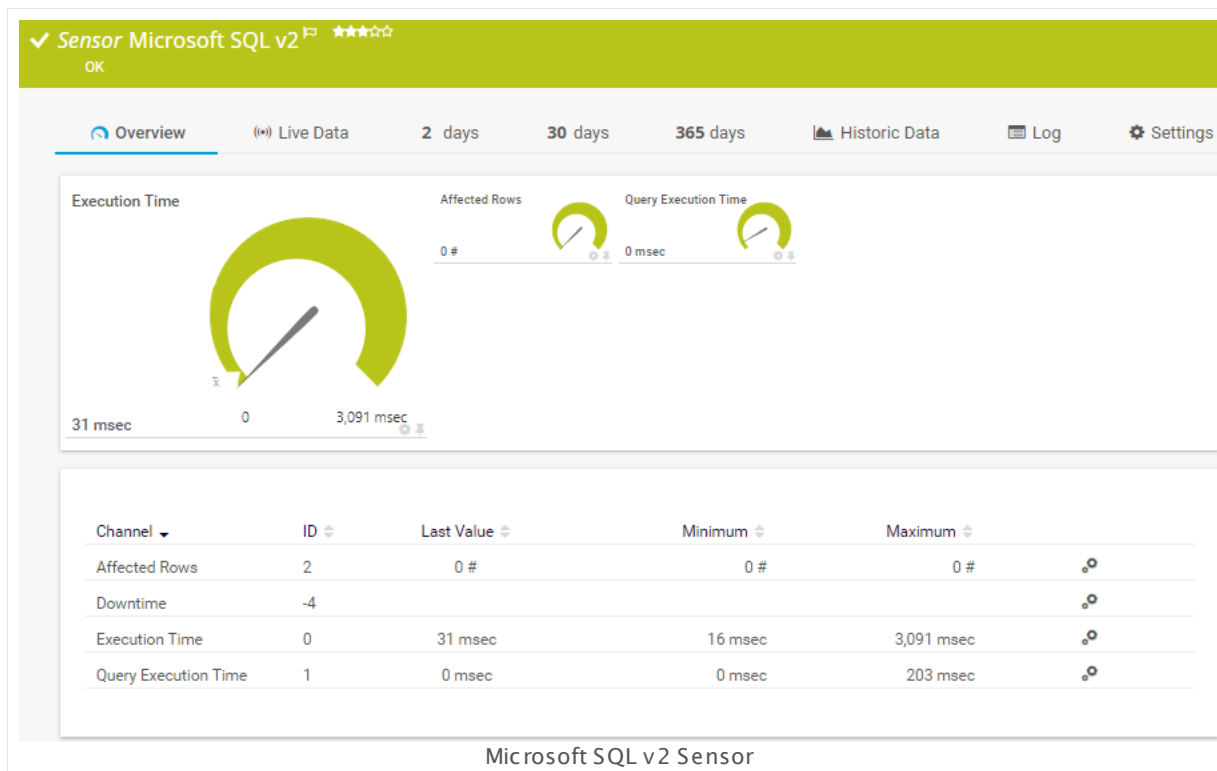 Sensor Microsoft SQL v2
OK
Overview Live Data 2 days 30 days 365 days Historic Data Log Settings
Execution Time
31 msec
0 3,091 msec
x̄
Affected Rows
0 #
Query Execution Time
0 msec
Channel ID Last Value Minimum Maximum
Affected Rows 2 0 # 0 # 0 #
Downtime -4
Execution Time 0 31 msec 16 msec 3,091 msec
Query Execution Time 1 0 msec 0 msec 203 msec
Microsoft SQL v2 Sensor